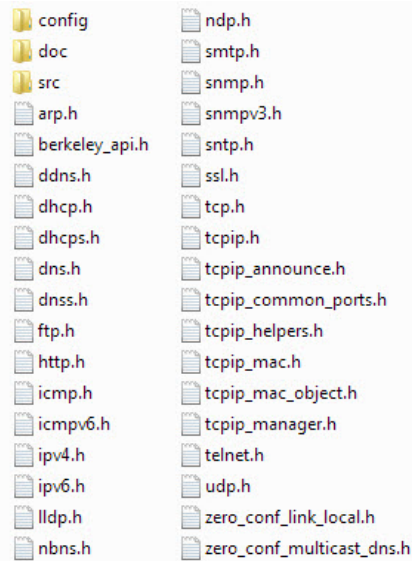 config
doc
src
arp.h
berkeley_api.h
ddns.h
dhcp.h
dhcps.h
dns.h
dnss.h
ftp.h
http.h
icmp.h
icmpv6.h
ipv4.h
ipv6.h
lldp.h
nbns.h
ndp.h
smtp.h
snmp.h
snmpv3.h
sntp.h
ssl.h
tcp.h
tcpip.h
tcpip_announce.h
tcpip_common_ports.h
tcpip_helpers.h
tcpip_mac.h
tcpip_mac_object.h
tcpip_manager.h
telnet.h
udp.h
zero_conf_link_local.h
zero_conf_multicast_dns.h